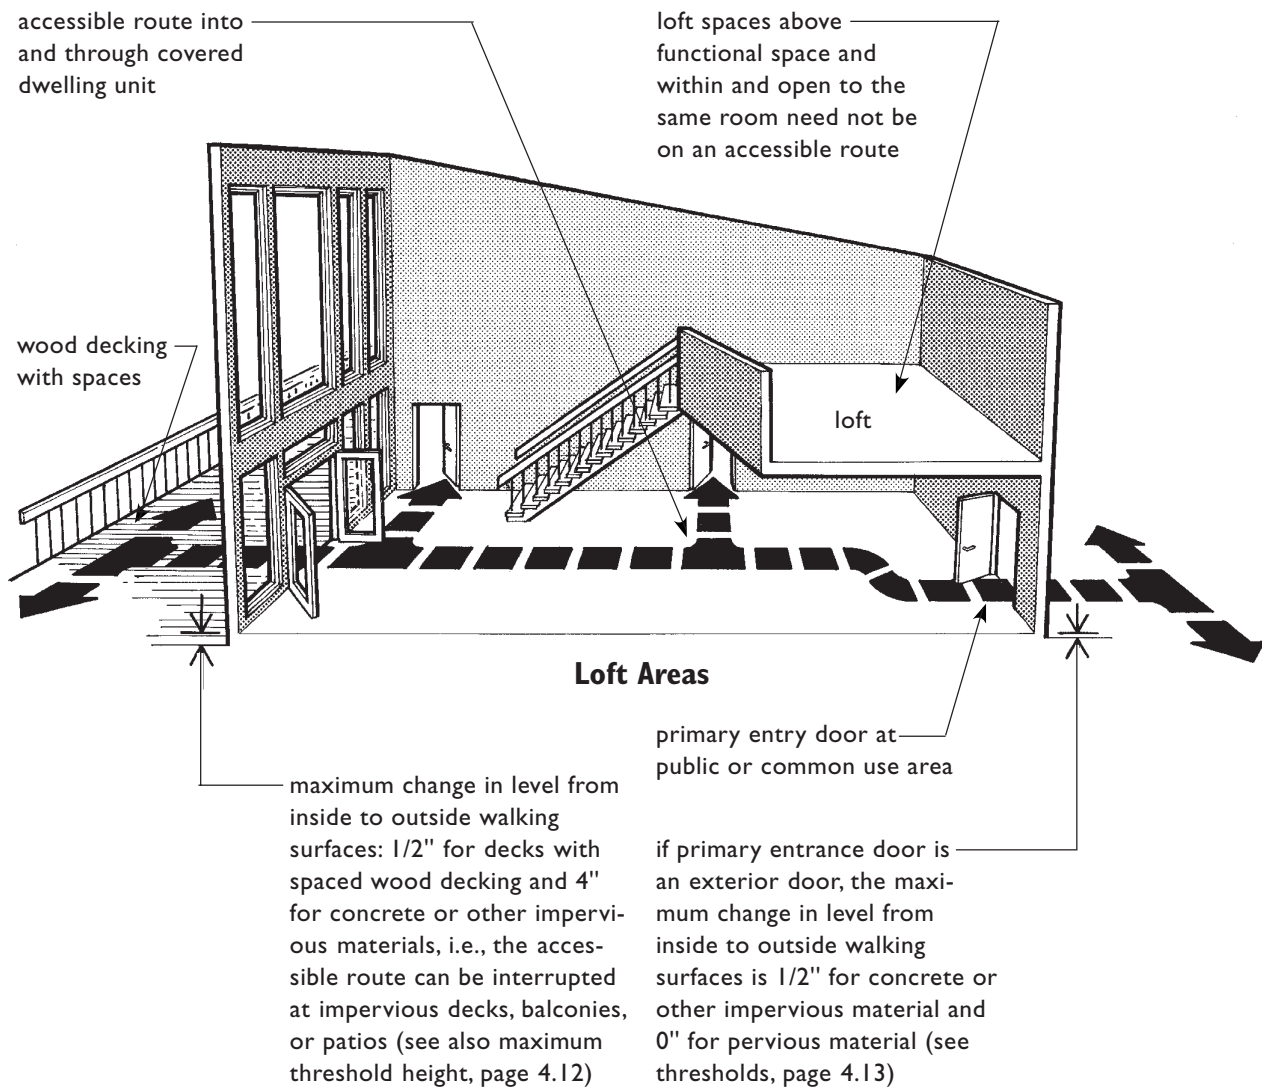 accessible route into
and through covered
dwelling unit
loft spaces above
functional space and
within and open to the
same room need not be
on an accessible route
wood decking
with spaces
loft
Loft Areas
primary entry door at
public or common use area
maximum change in level from
inside to outside walking
surfaces: 1/2" for decks with
spaced wood decking and 4"
for concrete or other impervi-
ous materials, i.e., the acces-
sible route can be interrupted
at impervious decks, balconies,
or patios (see also maximum
threshold height, page 4.12)
if primary entrance door is
an exterior door, the maxi-
mum change in level from
inside to outside walking
surfaces is 1/2" for concrete or
other impervious material and
0" for pervious material (see
thresholds, page 4.13)